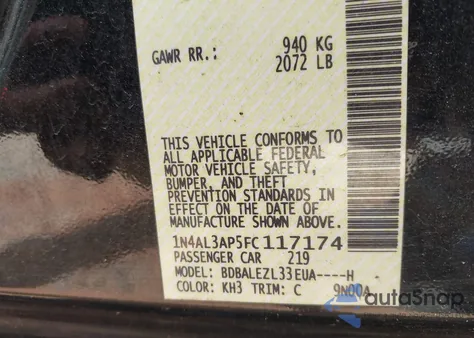 GAWR RR.: 940 KG
2072 LB
THIS VEHICLE CONFORMS TO
ALL APPLICABLE FEDERAL
MOTOR VEHICLE SAFETY,
BUMPER, AND THEFT
PREVENTION STANDARDS IN
EFFECT ON THE DATE OF
MANUFACTURE SHOWN ABOVE.
1N4AL3AP5FC117174
PASSENGER CAR 219
MODEL: BDBALEZL33EUA----H
COLOR: KH3 TRIM: C 9N00A
autoSnap